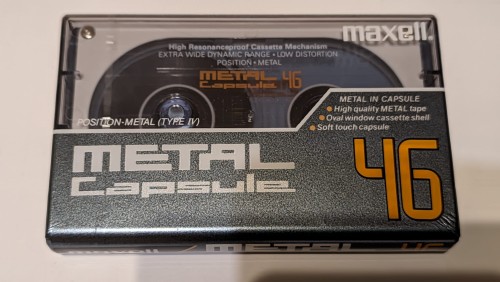 maxell
High Resonanceproof Cassette Mechanism
EXTRA WIDE DYNAMIC RANGE • LOW DISTORTION
POSITION • METAL
METAL 46
Capsule
METAL IN CAPSULE
• High quality METAL tape
• Oval window cassette shell
• Soft touch capsule
POSITION-METAL (TYPE IV)
METAL
Capsule
46
maxell METAL 46